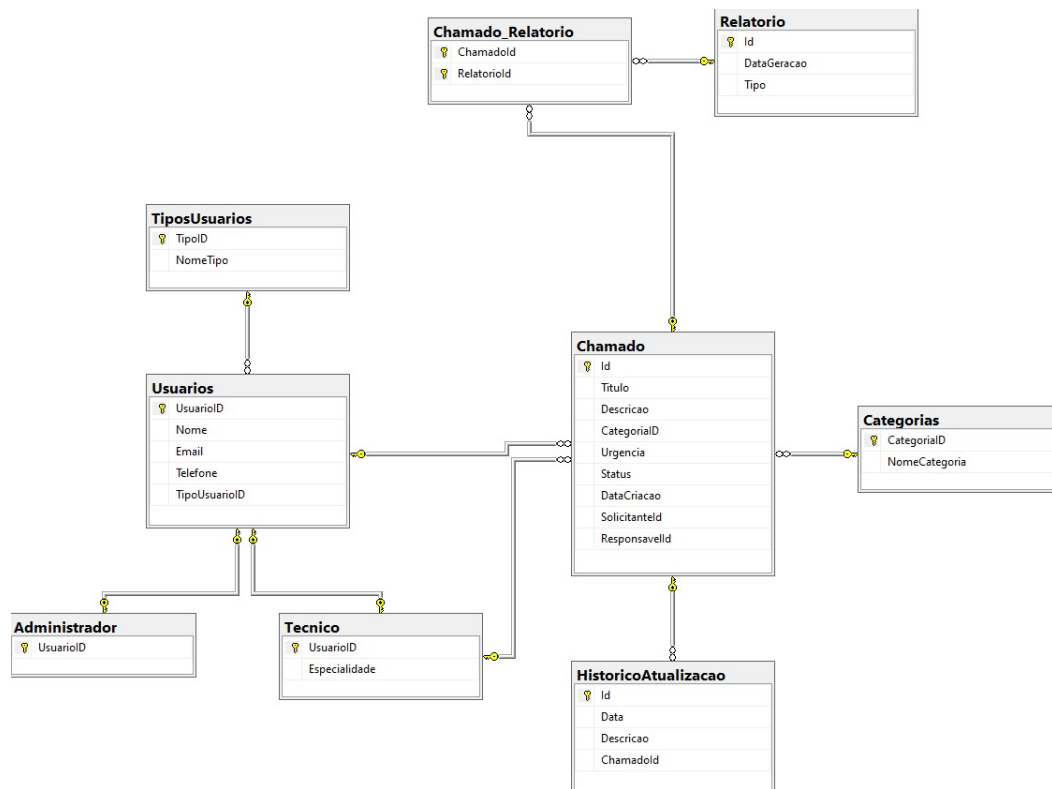 Chamado_Relatorio
ChamadoId
RelatorioId
Relatorio
Id
DataGeracao
Tipo
TiposUsuarios
TipoID
NomeTipo
Usuarios
UsuarioID
Nome
Email
Telefone
TipoUsuarioID
Chamado
Id
Titulo
Descricao
CategoriaID
Urgencia
Status
DataCriacao
SolicitanteId
ResponsavelId
Categorias
CategoriaID
NomeCategoria
Administrador
UsuarioID
Tecnico
UsuarioID
Especialidade
HistoricoAtualizacao
Id
Data
Descricao
ChamadoId